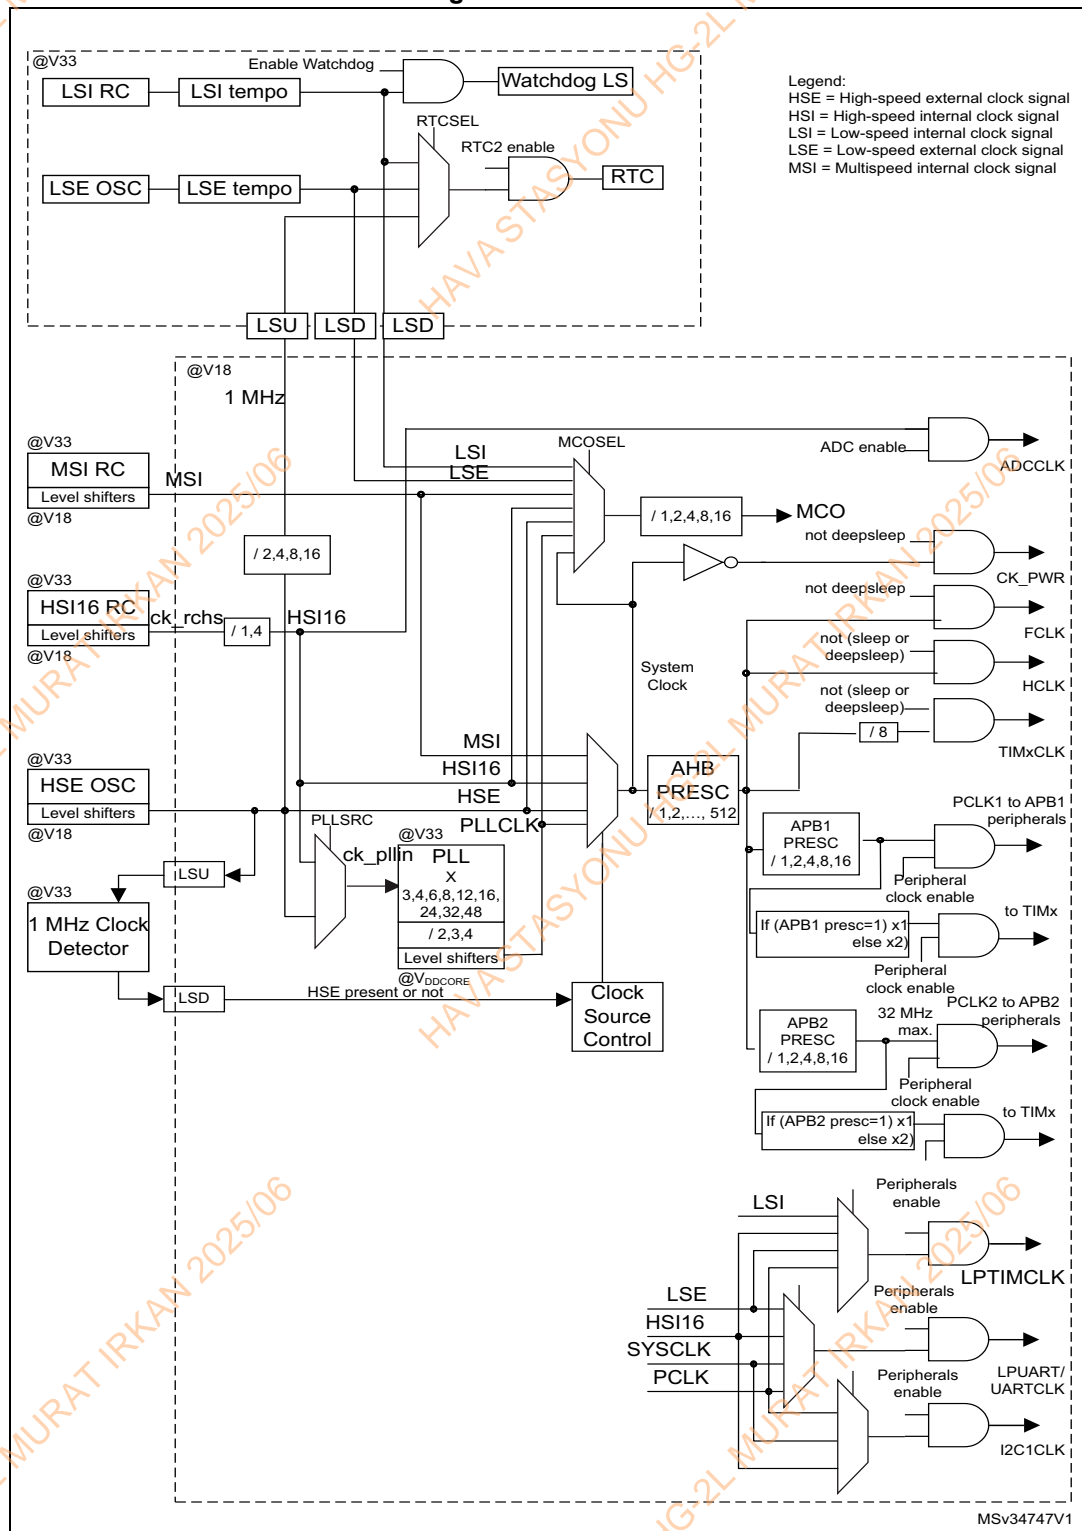 @V33
Enable Watchdog
LSI RC
LSI tempo
Watchdog LS
Legend:
HSE = High-speed external clock signal
HSI = High-speed internal clock signal
LSI = Low-speed internal clock signal
LSE = Low-speed external clock signal
MSI = Multispeed internal clock signal
RTCSEL
RTC2 enable
LSE OSC
LSE tempo
RTC
LSU
LSD
LSD
@V18
1 MHz
@V33
MSI RC
Level shifters
@V18
MSI
LSI
LSE
MCOSEL
ADC enable
ADCCLK
/ 1,2,4,8,16
MCO
/ 2,4,8,16
not deepsleep
CK_PWR
@V33
HSI16 RC
Level shifters
@V18
ck_rchs
/ 1,4
HSI16
not deepsleep
FCLK
System
Clock
not (sleep or
deepsleep)
HCLK
not (sleep or
deepsleep)
/ 8
TIMxCLK
MSI
HSI16
HSE
PLLCLK
AHB
PRESC
/ 1,2,..., 512
@V33
HSE OSC
Level shifters
@V18
PLLSRC
ck_pllin
@V33
PLL
X
3,4,6,8,12,16,
24,32,48
/ 2,3,4
Level shifters
@VDDCORE
PCLK1 to APB1
peripherals
APB1
PRESC
/ 1,2,4,8,16
Peripheral
clock enable
LSU
@V33
1 MHz Clock
Detector
LSD
HSE present or not
Clock
Source
Control
If (APB1 presc=1) x1
else x2)
to TIMx
Peripheral
clock enable
PCLK2 to APB2
peripherals
32 MHz
max.
APB2
PRESC
/ 1,2,4,8,16
Peripheral
clock enable
If (APB2 presc=1) x1
else x2)
to TIMx
LSI
Peripherals
enable
LPTIMCLK
LSE
HSI16
SYSCLK
PCLK
Peripherals
enable
LPUART/
UARTCLK
Peripherals
enable
I2C1CLK
MSv34747V1
HAVA STASYONU HG-2L MURAT IRKAN 2025/06